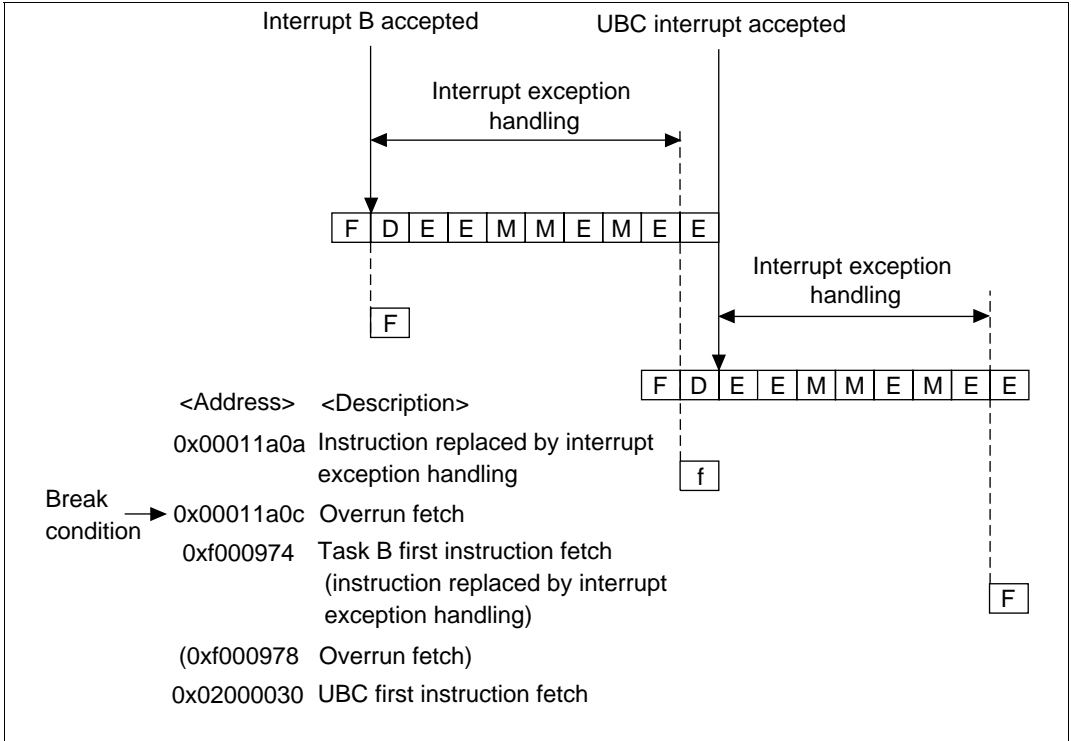 Interrupt B accepted
UBC interrupt accepted
Interrupt exception
handling
F D E E M M E M E E
Interrupt exception
handling
F
F D E E M M E M E E
<Address> <Description>
0x00011a0a Instruction replaced by interrupt
exception handling
f
Break
condition
0x00011a0c Overrun fetch
0xf000974 Task B first instruction fetch
(instruction replaced by interrupt
exception handling)
F
(0xf000978 Overrun fetch)
0x02000030 UBC first instruction fetch